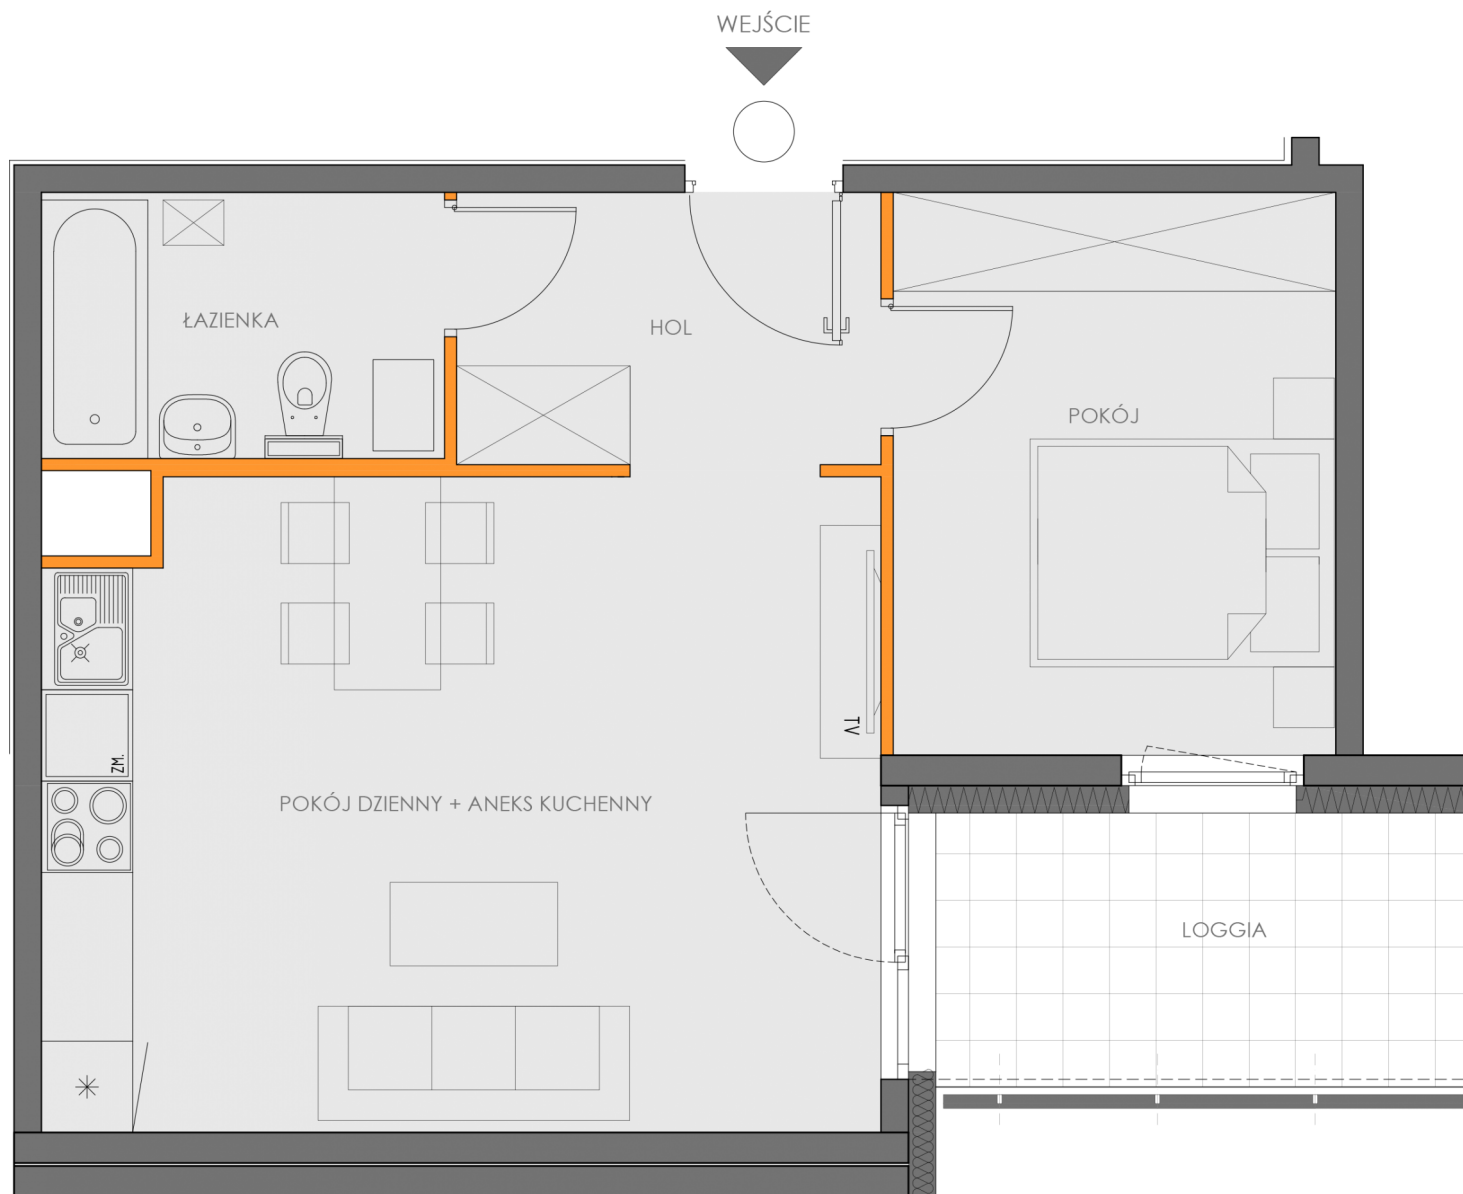 WEJŚCIE
ŁAZIENKA
HOL
POKÓJ
TV
ZM.
POKÓJ DZIENNY + ANEKS KUCHENNY
LOGGIA